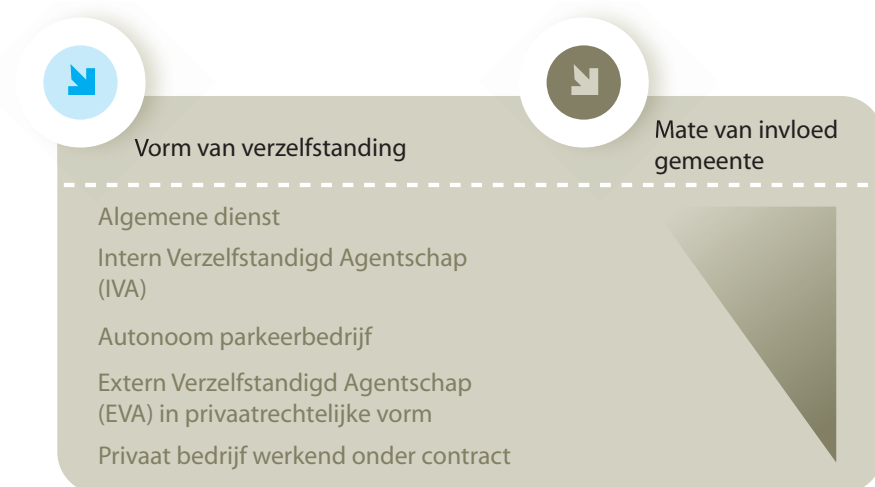 Vorm van verzelfstanding
Mate van invloed
gemeente
Algemene dienst
Intern Verzelfstandigd Agentschap
(IVA)
Autonoom parkeerbedrijf
Extern Verzelfstandigd Agentschap
(EVA) in privaatrechtelijke vorm
Privaat bedrijf werkend onder contract